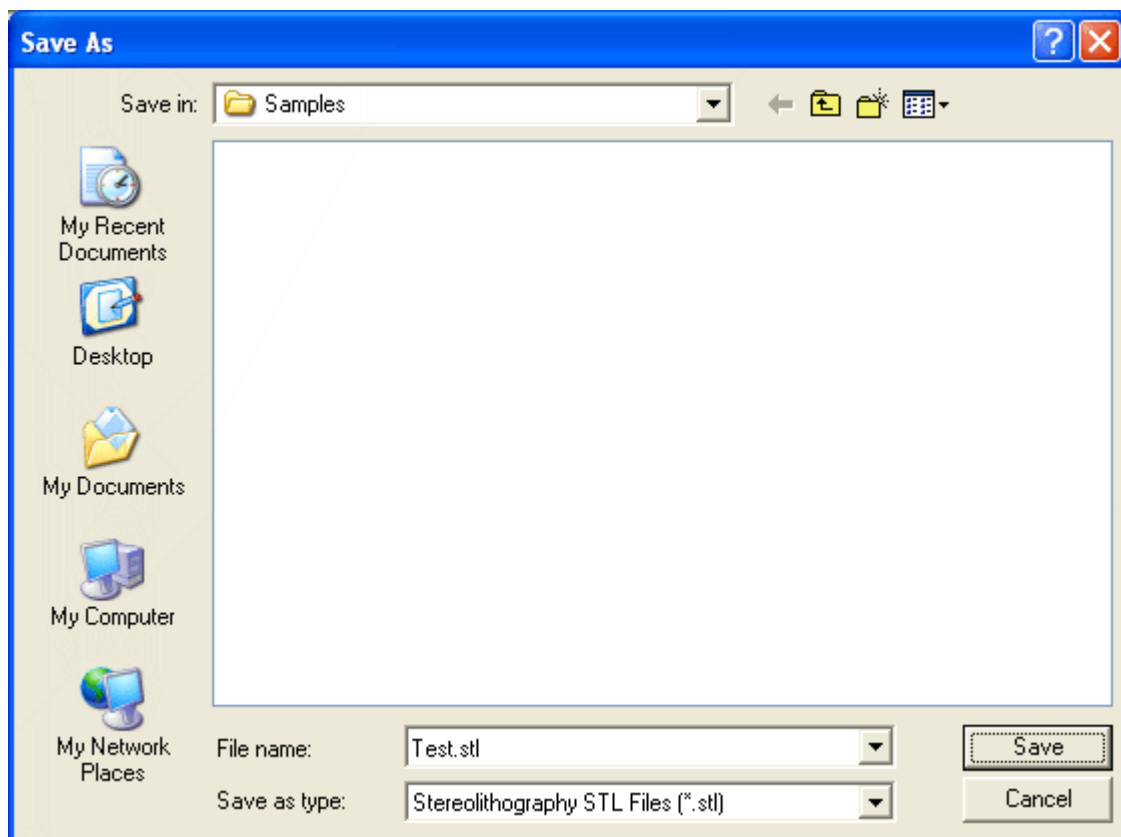 Save As
Save in: Samples
My Recent
Documents
Desktop
My Documents
My Computer
My Network
Places
File name: Test.stl
Save
Save as type: Stereolithography STL Files (*.stl)
Cancel